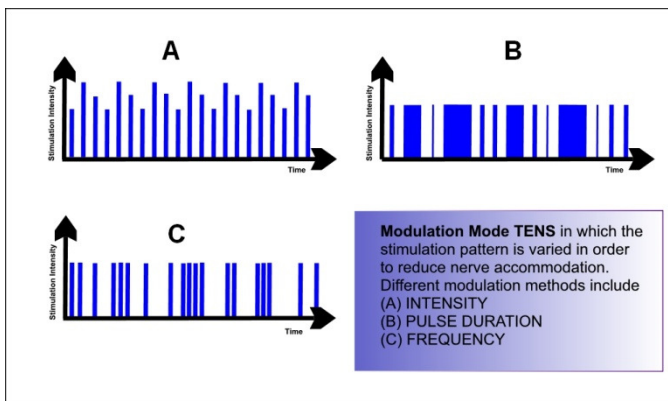 A
Stimulation Intensity
Time
B
Stimulation Intensity
Time
C
Stimulation Intensity
Time
Modulation Mode TENS in which the
stimulation pattern is varied in order
to reduce nerve accommodation.
Different modulation methods include
(A) INTENSITY
(B) PULSE DURATION
(C) FREQUENCY